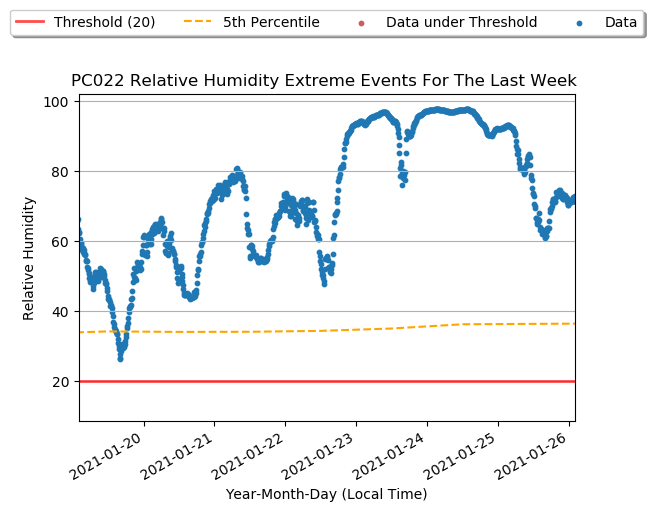 Threshold (20) 5th Percentile Data under Threshold Data
PC022 Relative Humidity Extreme Events For The Last Week
100
80
60
40
20
Relative Humidity
2021-01-20 2021-01-21 2021-01-22 2021-01-23 2021-01-24 2021-01-25 2021-01-26
Year-Month-Day (Local Time)